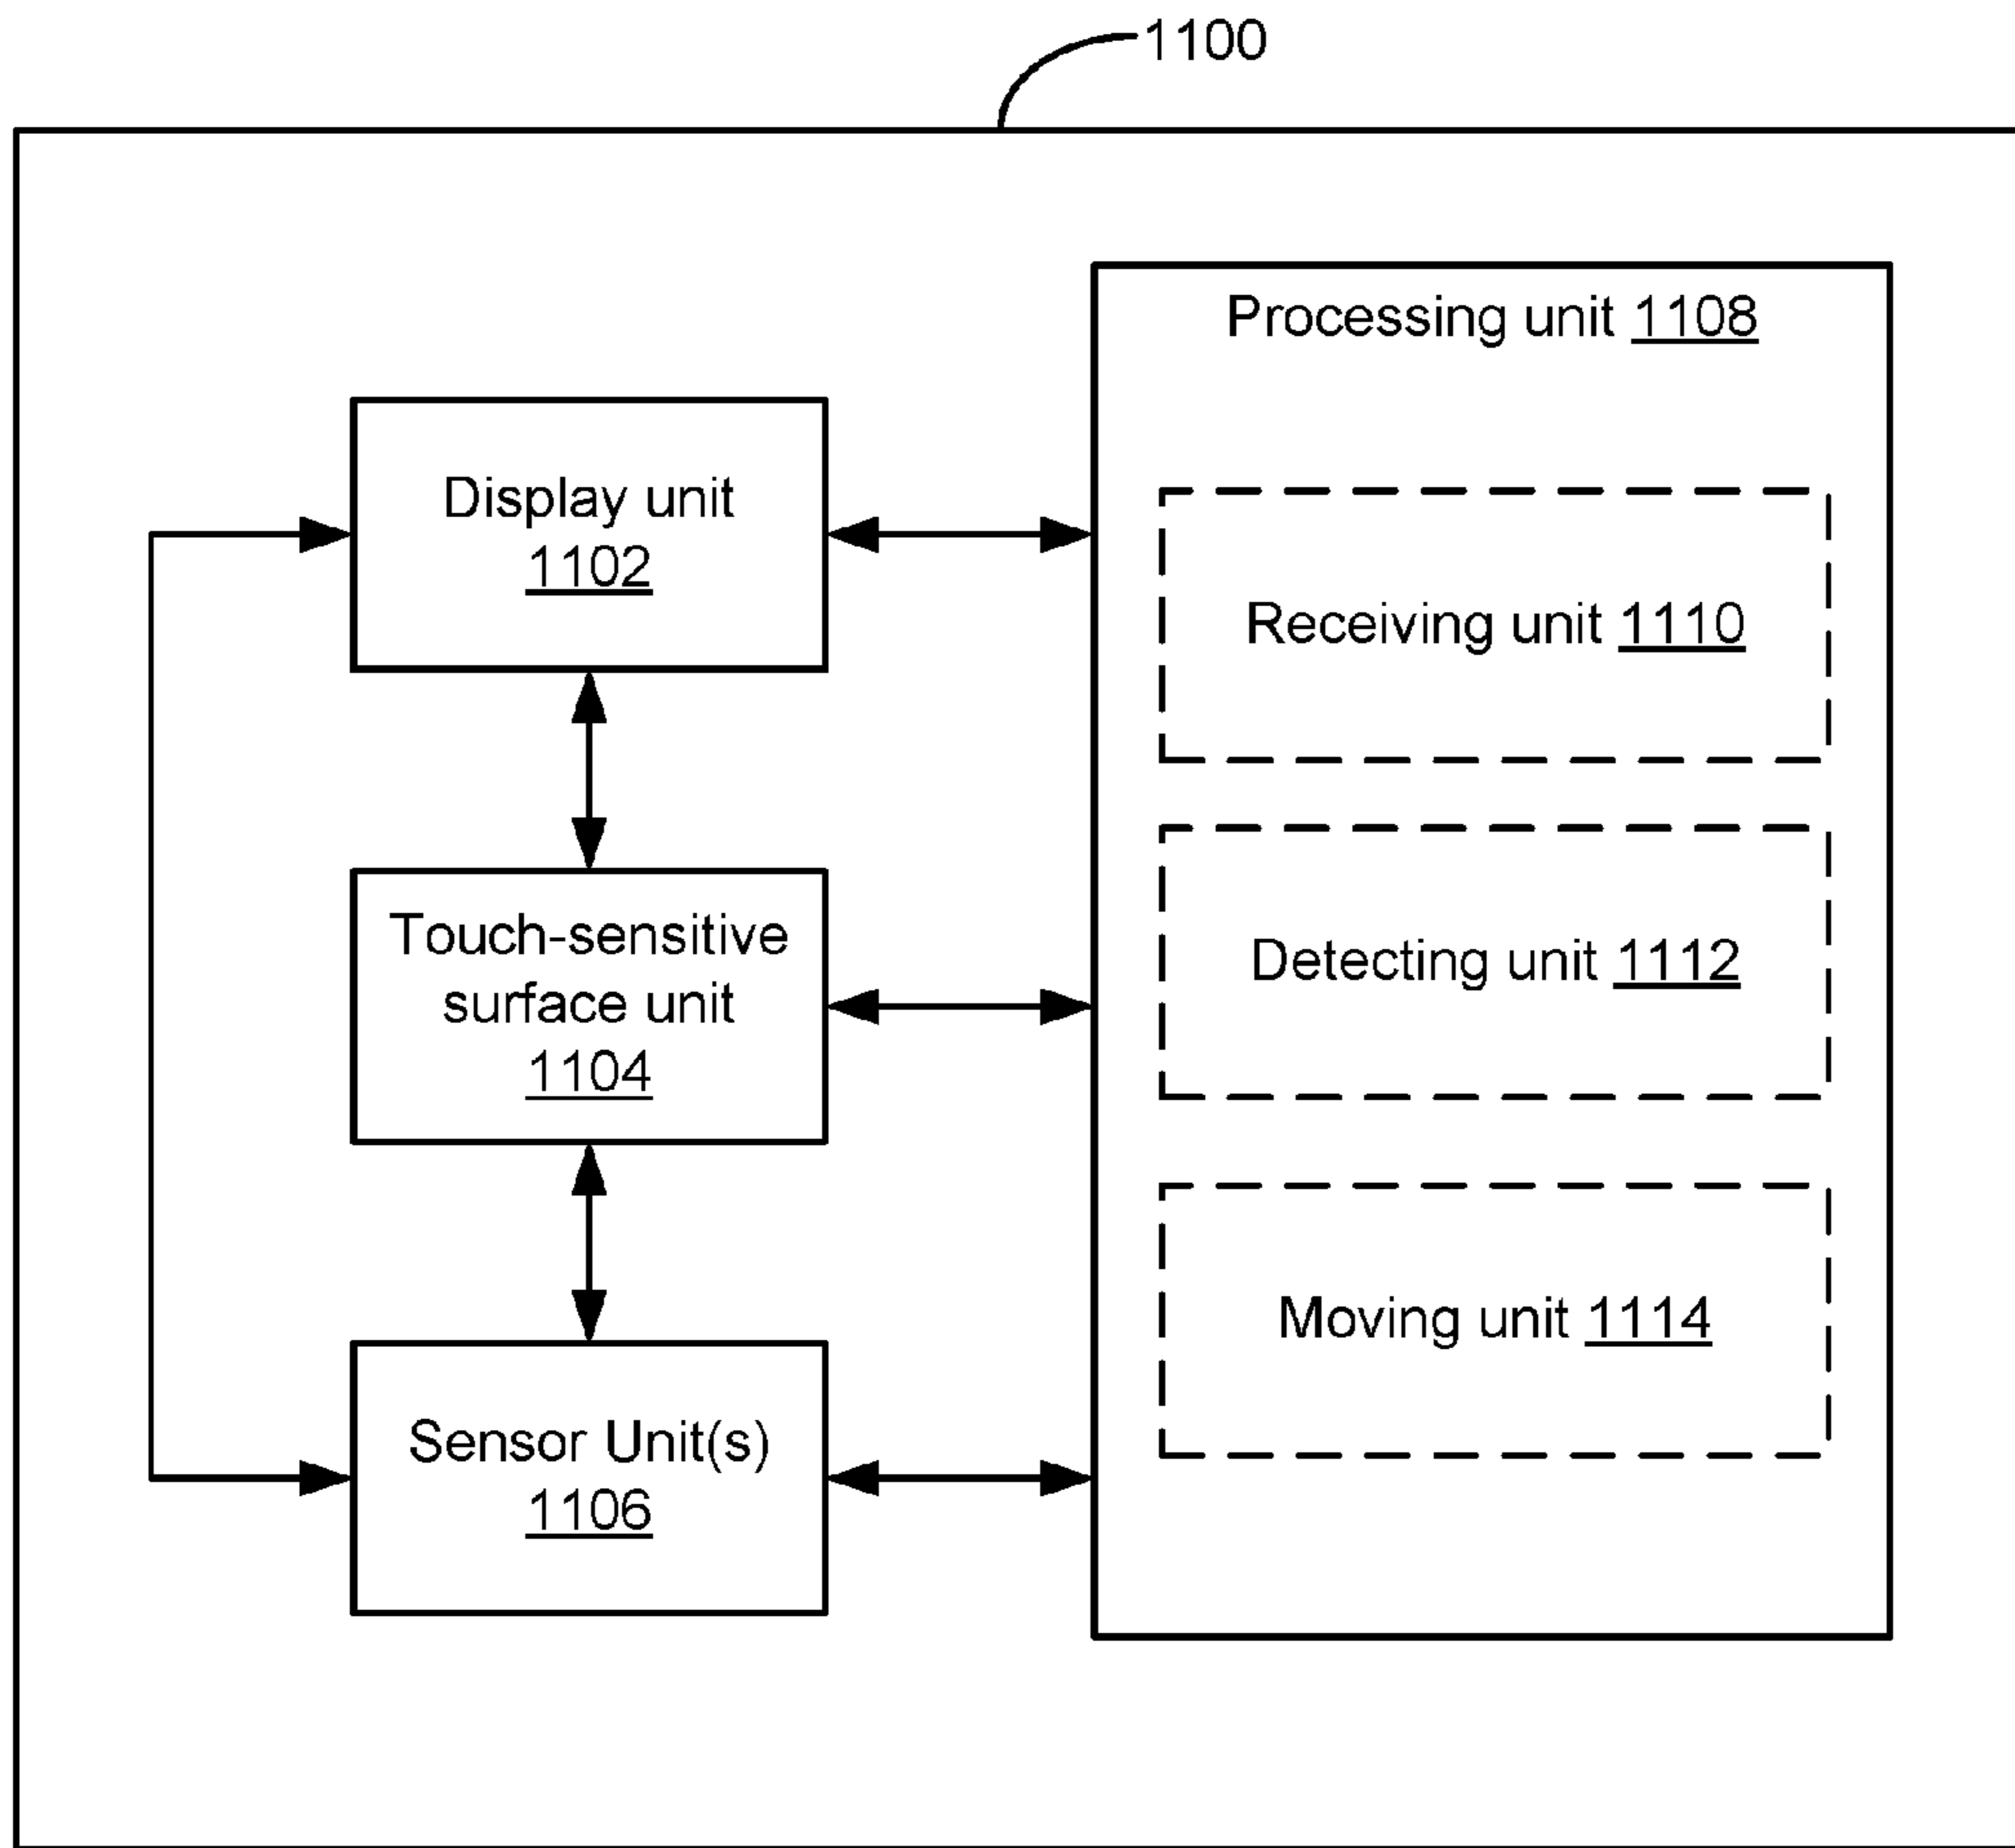 1100
Display unit
1102
Touch-sensitive
surface unit
1104
Sensor Unit(s)
1106
Processing unit 1108
Receiving unit 1110
Detecting unit 1112
Moving unit 1114